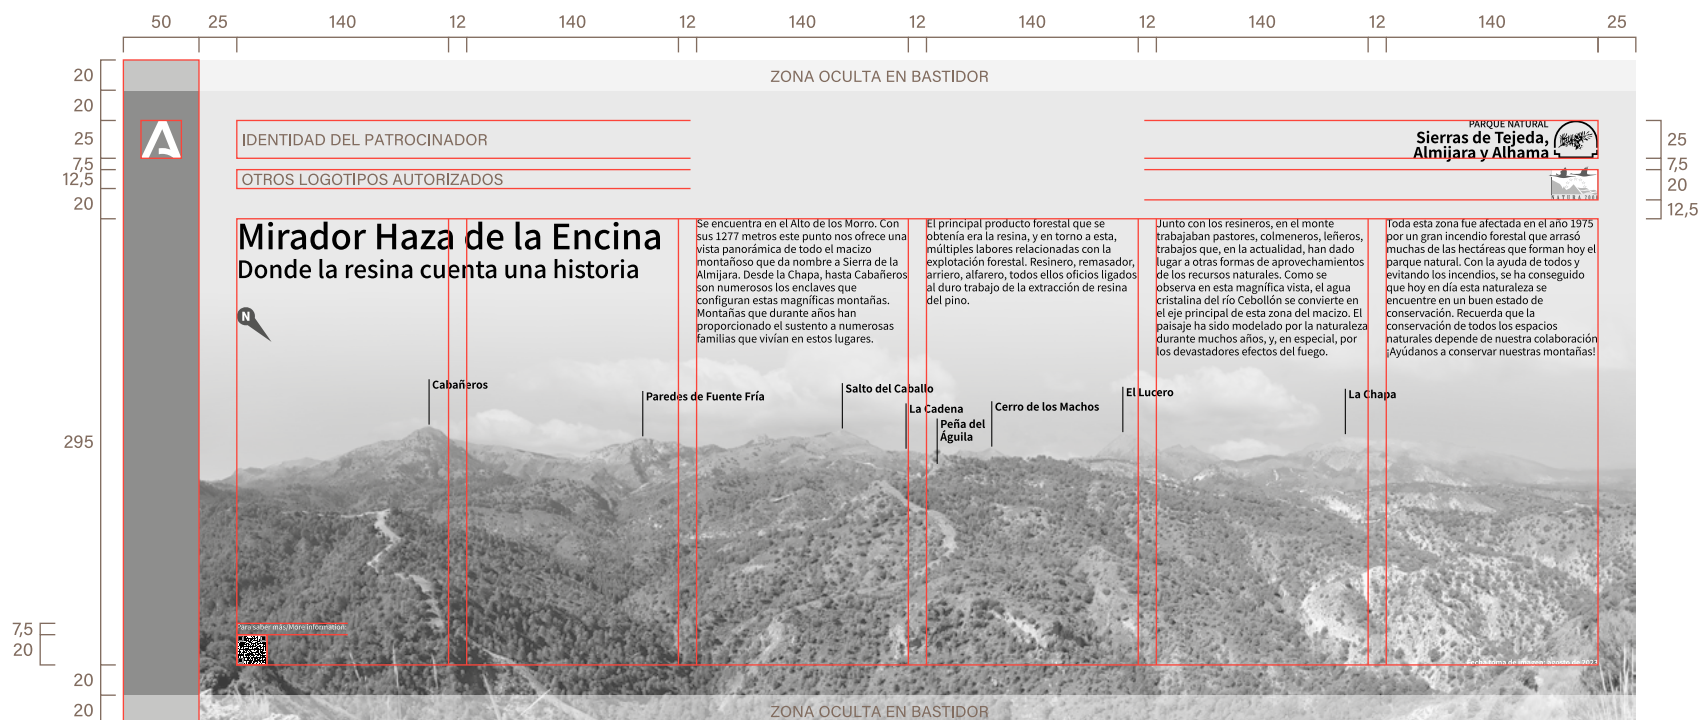 50 25 140 12 140 12 140 12 140 12 140 12 140 25
20
ZONA OCULTA EN BASTIDOR
20
25
IDENTIDAD DEL PATROCINADOR
PARQUE NATURAL
Sierras de Tejeda,
Almijara y Alhama
25
7,5
7,5
12,5
OTROS LOGOTIPOS AUTORIZADOS
NATURA 2000
20
20
12,5
Mirador Haza de la Encina
Donde la resina cuenta una historia
N
Se encuentra en el Alto de los Morro. Con
sus 1277 metros este punto nos ofrece una
vista panorámica de todo el macizo
montañoso que da nombre a Sierra de la
Almijara. Desde la Chapa, hasta Cabañeros
son numerosos los enclaves que
configuran estas magníficas montañas.
Montañas que durante años han
proporcionado el sustento a numerosas
familias que vivían en estos lugares.
El principal producto forestal que se
obtenía era la resina, y en torno a esta,
múltiples labores relacionadas con la
explotación forestal. Resinero, remasador,
arriero, alfarero, todos ellos oficios ligados
al duro trabajo de la extracción de resina
del pino.
Junto con los resineros, en el monte
trabajaban pastores, colmeneros, leñeros,
trabajos que, en la actualidad, han dado
lugar a otras formas de aprovechamientos
de los recursos naturales. Como se
observa en esta magnífica vista, el agua
cristalina del río Cebollón se convierte en
el eje principal de esta zona del macizo. El
paisaje ha sido modelado por la naturaleza
durante muchos años, y, en especial, por
los devastadores efectos del fuego.
Toda esta zona fue afectada en el año 1975
por un gran incendio forestal que arrasó
muchas de las hectáreas que forman hoy el
parque natural. Con la ayuda de todos y
evitando los incendios, se ha conseguido
que hoy en día esta naturaleza se
encuentre en un buen estado de
conservación. Recuerda que la
conservación de todos los espacios
naturales depende de nuestra colaboración
¡Ayúdanos a conservar nuestras montañas!
Cabañeros
Paredes de Fuente Fría
Salto del Caballo
La Cadena
Peña del
Águila
Cerro de los Machos
El Lucero
La Chapa
295
7,5
20
Para saber más/More information:
Fecha toma de imagen: agosto de 2023
20
20
ZONA OCULTA EN BASTIDOR